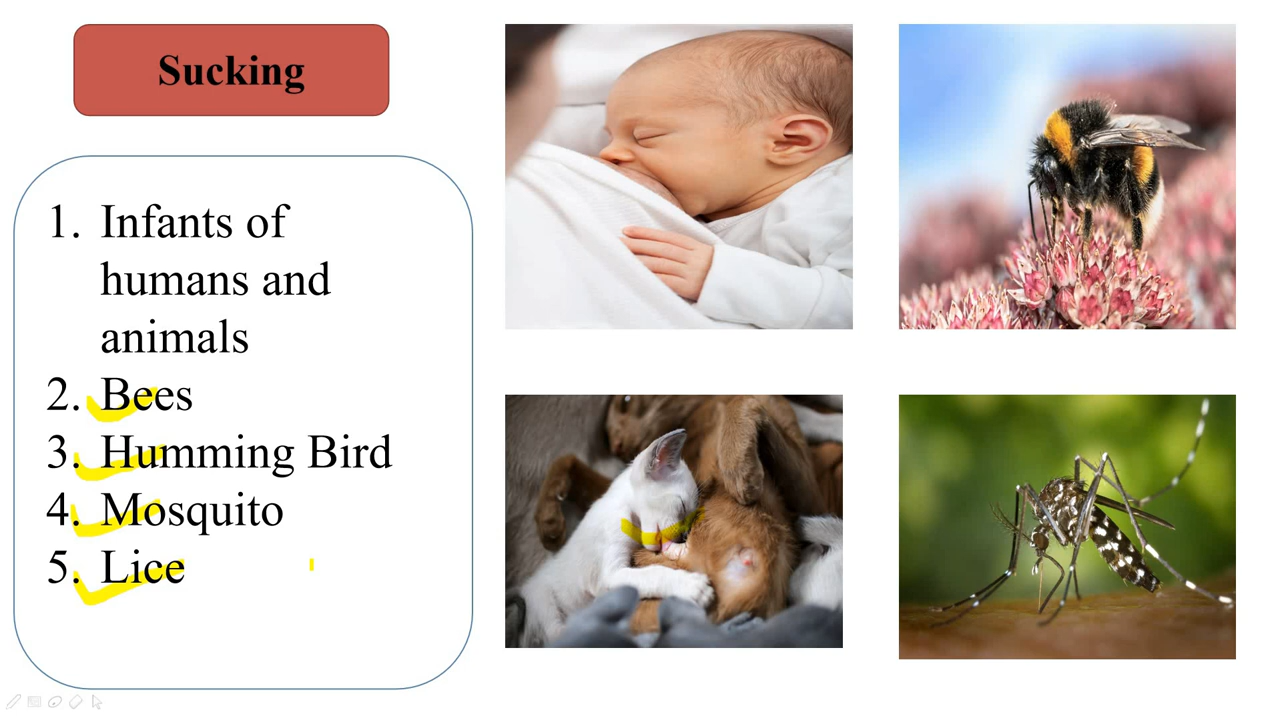 Sucking
1. Infants of
humans and
animals
2. Bees
3. Humming Bird
4. Mosquito
5. Lice